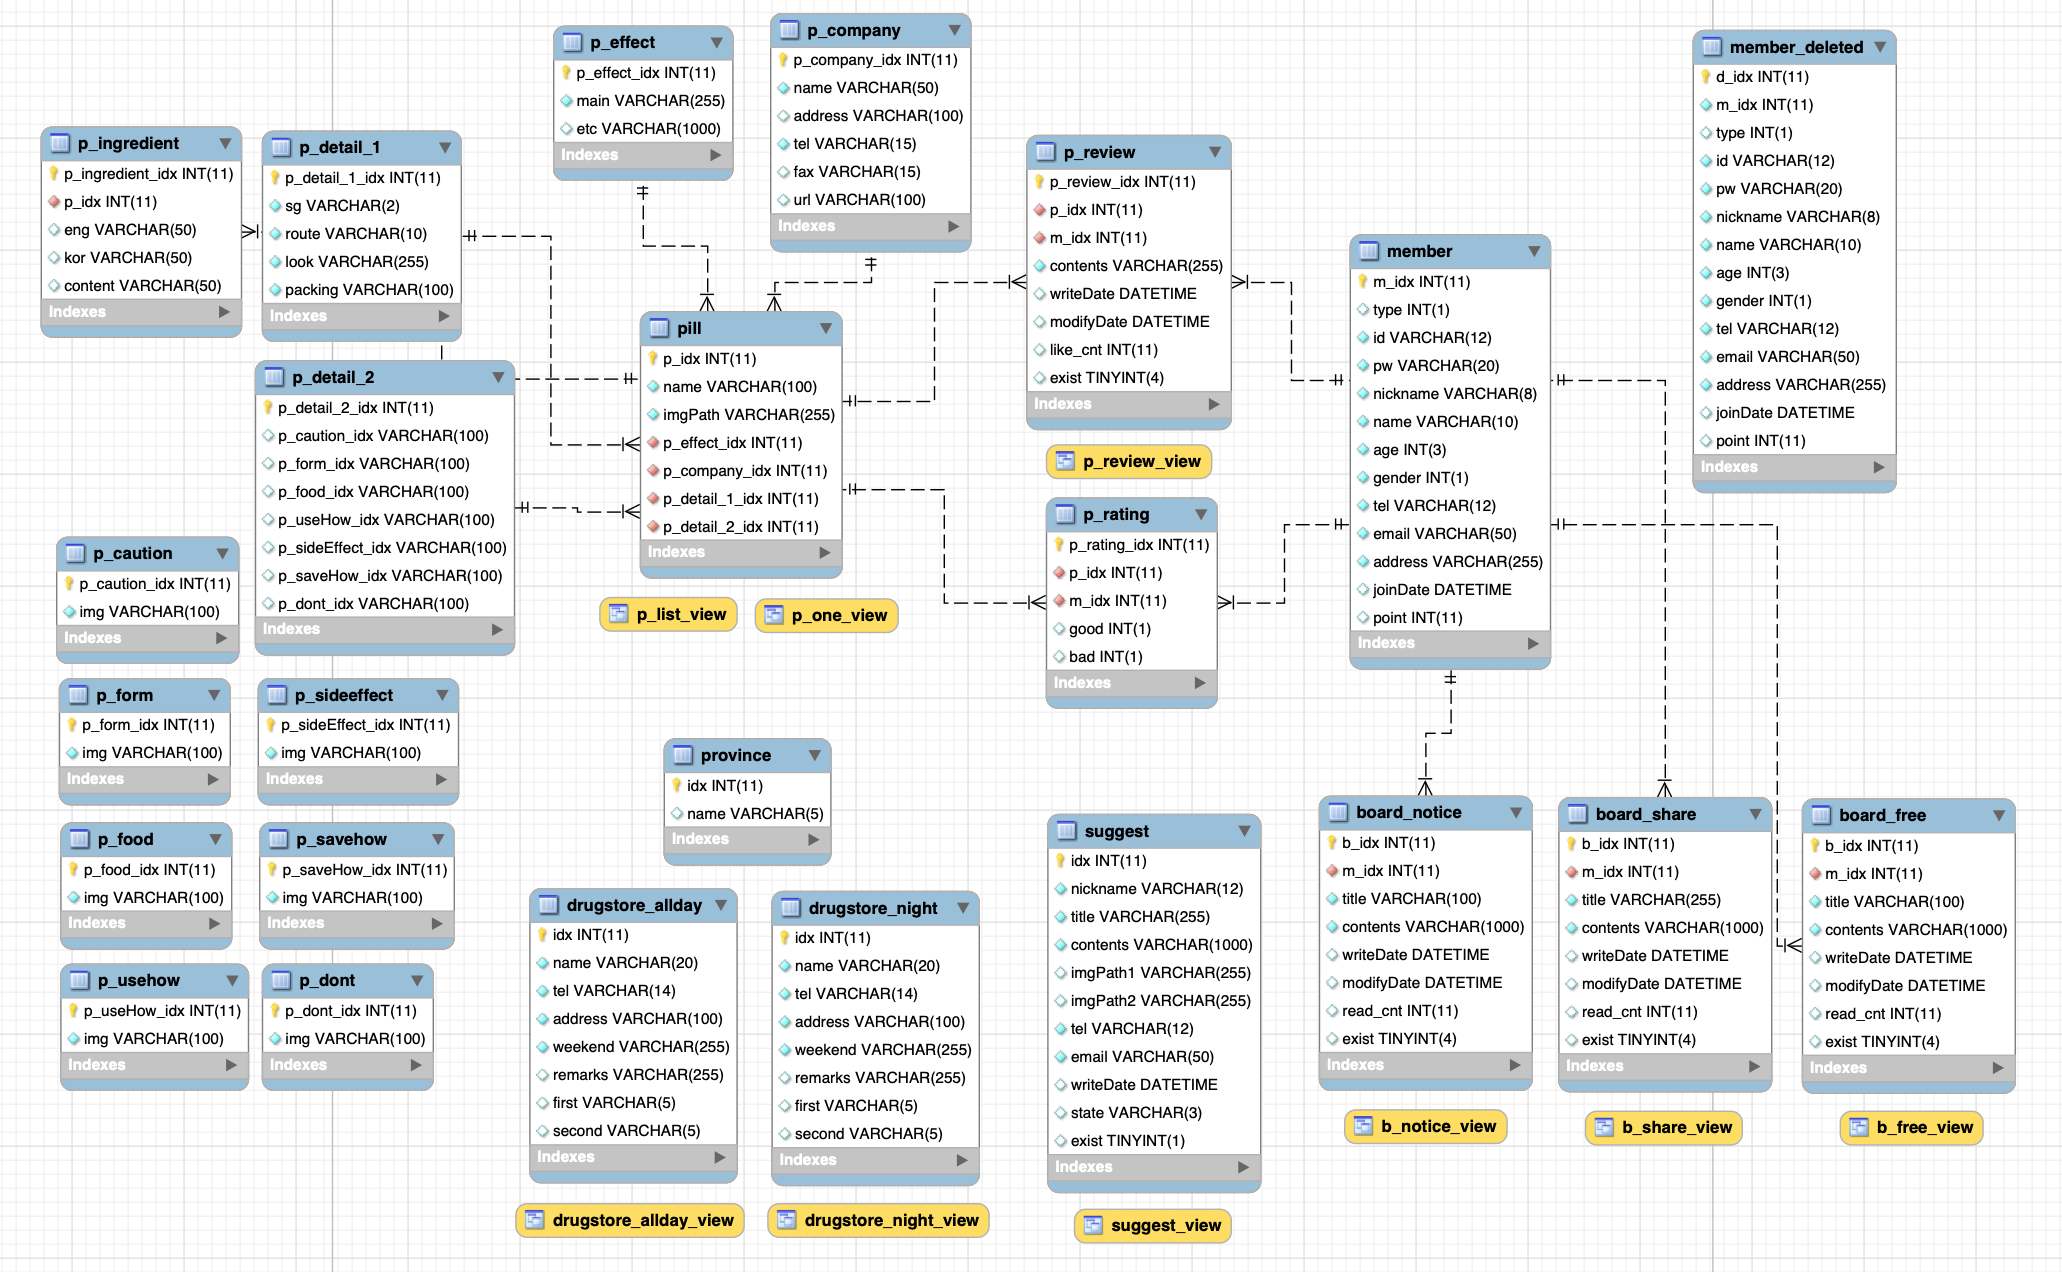 p_effect
p_effect_idx INT(11)
main VARCHAR(255)
etc VARCHAR(1000)
Indexes
p_company
p_company_idx INT(11)
name VARCHAR(50)
address VARCHAR(100)
tel VARCHAR(15)
fax VARCHAR(15)
url VARCHAR(100)
Indexes
member_deleted
d_idx INT(11)
m_idx INT(11)
type INT(1)
id VARCHAR(12)
pw VARCHAR(20)
nickname VARCHAR(8)
name VARCHAR(10)
age INT(3)
gender INT(1)
tel VARCHAR(12)
email VARCHAR(50)
address VARCHAR(255)
joinDate DATETIME
point INT(11)
Indexes
p_ingredient
p_ingredient_idx INT(11)
p_idx INT(11)
eng VARCHAR(50)
kor VARCHAR(50)
content VARCHAR(50)
Indexes
p_detail_1
p_detail_1_idx INT(11)
sg VARCHAR(2)
route VARCHAR(10)
look VARCHAR(255)
packing VARCHAR(100)
Indexes
p_review
p_review_idx INT(11)
p_idx INT(11)
m_idx INT(11)
contents VARCHAR(255)
writeDate DATETIME
modifyDate DATETIME
like_cnt INT(11)
exist TINYINT(4)
Indexes
p_review_view
member
m_idx INT(11)
type INT(1)
id VARCHAR(12)
pw VARCHAR(20)
nickname VARCHAR(8)
name VARCHAR(10)
age INT(3)
gender INT(1)
tel VARCHAR(12)
email VARCHAR(50)
address VARCHAR(255)
joinDate DATETIME
point INT(11)
Indexes
pill
p_idx INT(11)
name VARCHAR(100)
imgPath VARCHAR(255)
p_effect_idx INT(11)
p_company_idx INT(11)
p_detail_1_idx INT(11)
p_detail_2_idx INT(11)
Indexes
p_list_view
p_one_view
p_detail_2
p_detail_2_idx INT(11)
p_caution_idx VARCHAR(100)
p_form_idx VARCHAR(100)
p_food_idx VARCHAR(100)
p_useHow_idx VARCHAR(100)
p_sideEffect_idx VARCHAR(100)
p_saveHow_idx VARCHAR(100)
p_dont_idx VARCHAR(100)
Indexes
p_rating
p_rating_idx INT(11)
p_idx INT(11)
m_idx INT(11)
good INT(1)
bad INT(1)
Indexes
p_caution
p_caution_idx INT(11)
img VARCHAR(100)
Indexes
p_form
p_form_idx INT(11)
img VARCHAR(100)
Indexes
p_sideeffect
p_sideEffect_idx INT(11)
img VARCHAR(100)
Indexes
p_food
p_food_idx INT(11)
img VARCHAR(100)
Indexes
p_savehow
p_saveHow_idx INT(11)
img VARCHAR(100)
Indexes
p_usehow
p_useHow_idx INT(11)
img VARCHAR(100)
Indexes
p_dont
p_dont_idx INT(11)
img VARCHAR(100)
Indexes
province
idx INT(11)
name VARCHAR(5)
Indexes
drugstore_allday
idx INT(11)
name VARCHAR(20)
tel VARCHAR(14)
address VARCHAR(100)
weekend VARCHAR(255)
remarks VARCHAR(255)
first VARCHAR(5)
second VARCHAR(5)
Indexes
drugstore_allday_view
drugstore_night
idx INT(11)
name VARCHAR(20)
tel VARCHAR(14)
address VARCHAR(100)
weekend VARCHAR(255)
remarks VARCHAR(255)
first VARCHAR(5)
second VARCHAR(5)
Indexes
drugstore_night_view
suggest
idx INT(11)
nickname VARCHAR(12)
title VARCHAR(255)
contents VARCHAR(1000)
imgPath1 VARCHAR(255)
imgPath2 VARCHAR(255)
tel VARCHAR(12)
email VARCHAR(50)
writeDate DATETIME
state VARCHAR(3)
exist TINYINT(1)
Indexes
suggest_view
board_notice
b_idx INT(11)
m_idx INT(11)
title VARCHAR(100)
contents VARCHAR(1000)
writeDate DATETIME
modifyDate DATETIME
read_cnt INT(11)
exist TINYINT(4)
Indexes
b_notice_view
board_share
b_idx INT(11)
m_idx INT(11)
title VARCHAR(255)
contents VARCHAR(1000)
writeDate DATETIME
modifyDate DATETIME
read_cnt INT(11)
exist TINYINT(4)
Indexes
b_share_view
board_free
b_idx INT(11)
m_idx INT(11)
title VARCHAR(100)
contents VARCHAR(1000)
writeDate DATETIME
modifyDate DATETIME
read_cnt INT(11)
exist TINYINT(4)
Indexes
b_free_view